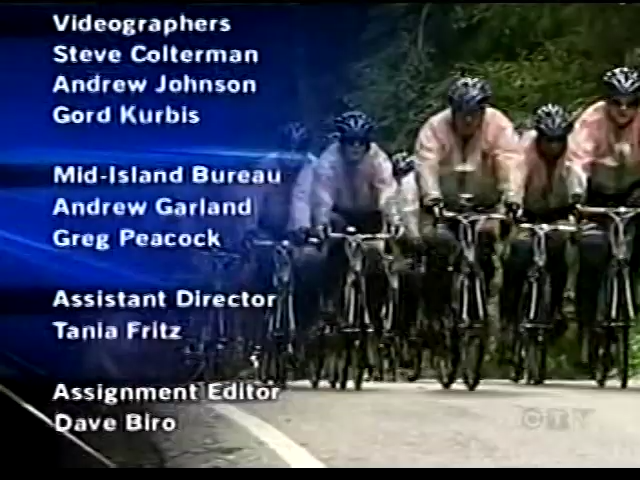 Videographers
Steve Colterman
Andrew Johnson
Gord Kurbis
Mid-Island Bureau
Andrew Garland
Greg Peacock
Assistant Director
Tania Fritz
Assignment Editor
Dave Biro
CTV